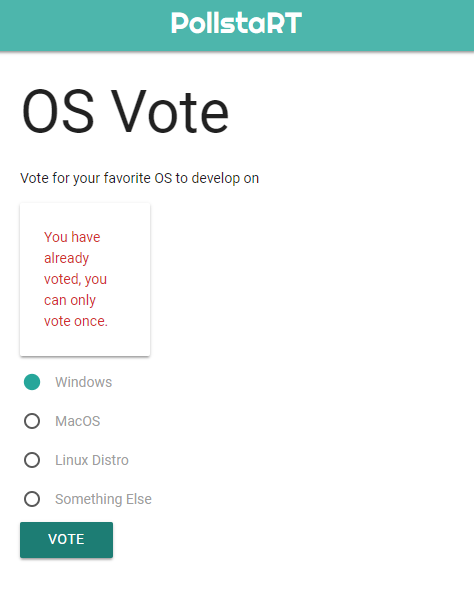 PollstaRT
OS Vote
Vote for your favorite OS to develop on
You have
already
voted, you
can only
vote once.
Windows
MacOS
Linux Distro
Something Else
VOTE